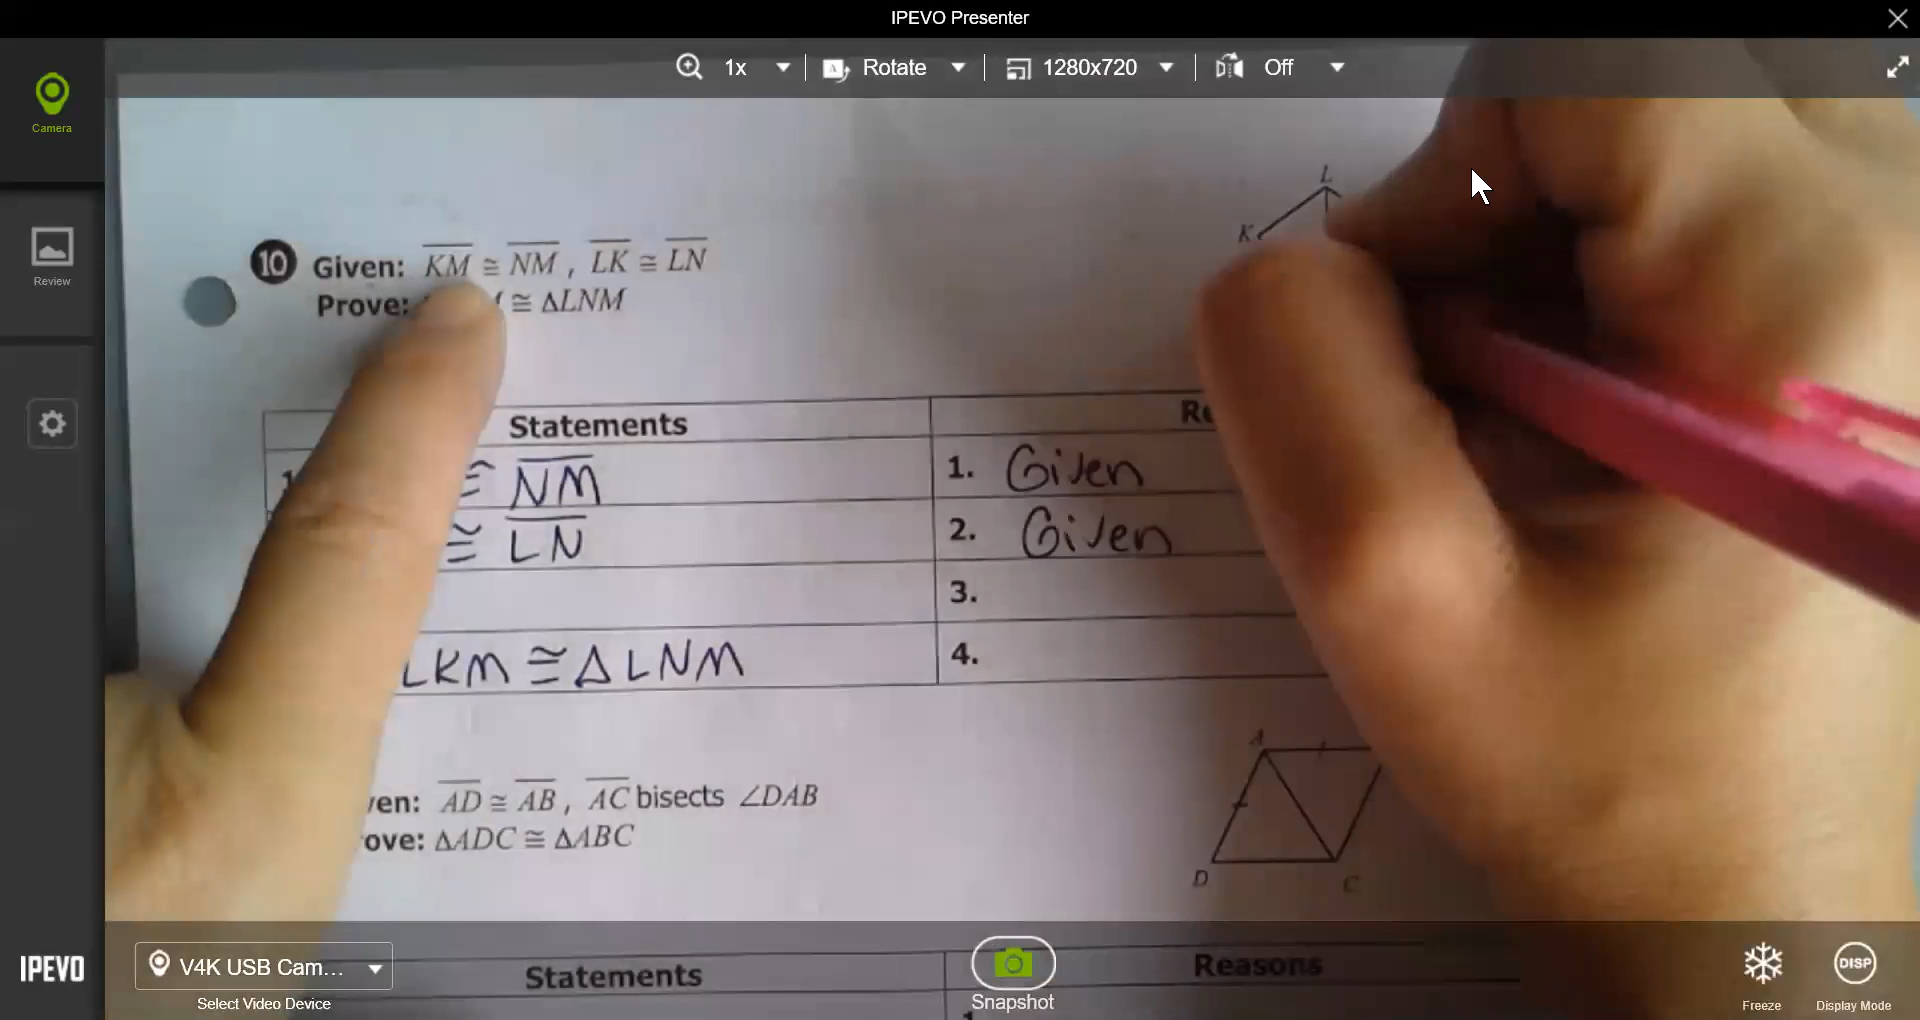 IPEVO Presenter
1x Rotate 1280x720 Off
Camera
Review
L
K
10 Given: KM ≅ NM , LK ≅ LN
Prove: ≅ ΔLNM
Statements
≅ NM
1. Given
≅ LN
2. Given
3.
LKM ≅ Δ LNM
4.
A
D
C
ven: AD ≅ AB , AC bisects ∠DAB
ove: ΔADC ≅ ΔABC
Statements Reasons
IPEVO
V4K USB Cam...
Select Video Device
Snapshot
Freeze
DISP
Display Mode